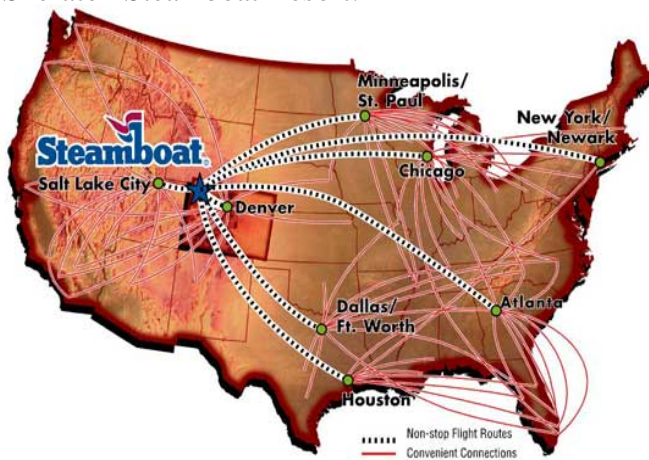 Minneapolis/
St. Paul
New York/
Newark
Steamboat®
Chicago
Salt Lake City
Denver
Dallas/
Ft. Worth
Atlanta
Houston
Non-stop Flight Routes
Convenient Connections